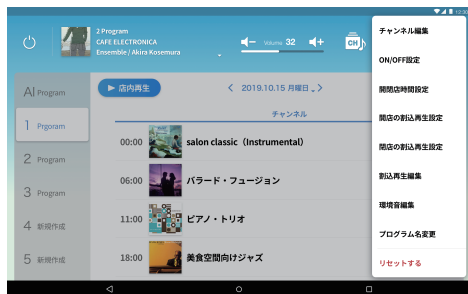 12:30
2 Program
CAFE ELECTRONICA
Ensemble / Akira Kosemura
Volume 32
CH
AI Program
1 Prgoram
2 Program
3 Program
4 新規作成
5 新規作成
店内再生
2019.10.15 月曜日
チャンネル
00:00 salon classic（Instrumental）
06:00 バラード・フュージョン
11:00 ピアノ・トリオ
18:00 美食空間向けジャズ
チャンネル編集
ON/OFF設定
開閉店時間設定
開店の割込再生設定
閉店の割込再生設定
割込再生編集
環境音編集
プログラム名変更
リセットする